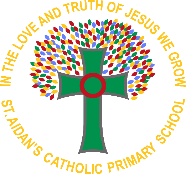 IN THE LOVE AND TRUTH OF JESUS WE GROW
ST. AIDAN'S CATHOLIC PRIMARY SCHOOL